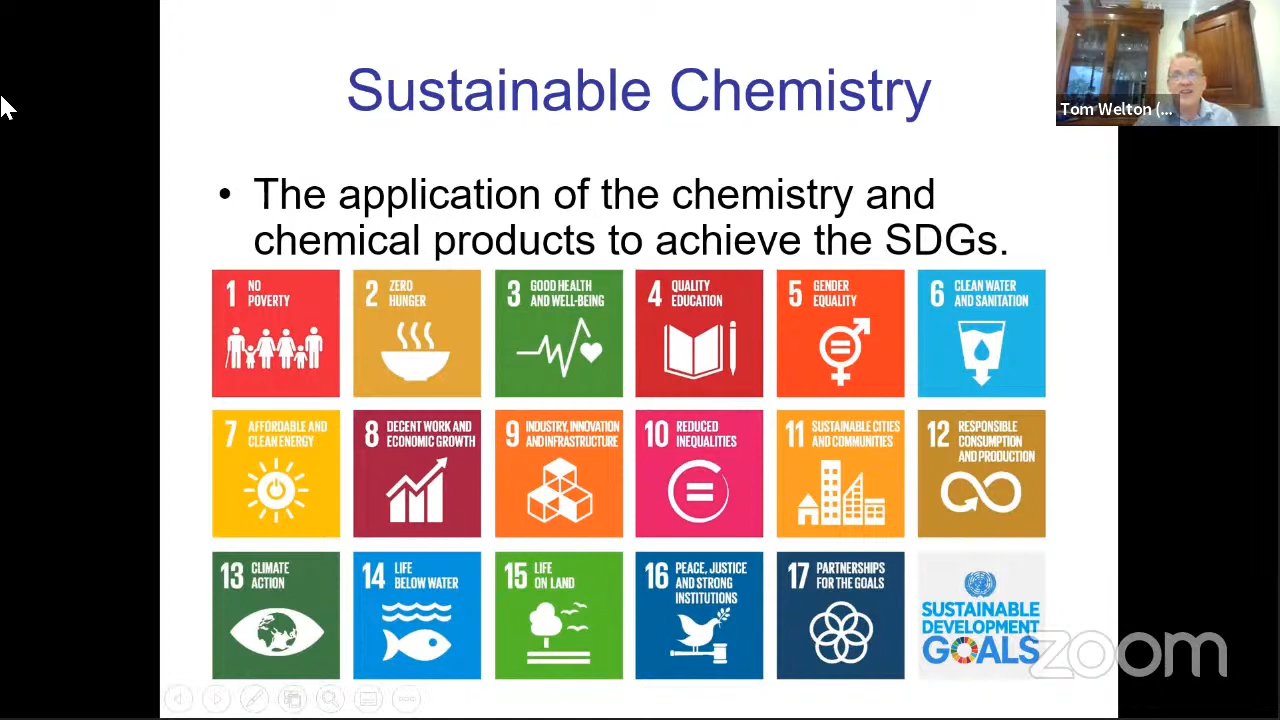 Sustainable Chemistry
Tom Welton (...
• The application of the chemistry and
chemical products to achieve the SDGs.
1 NO
POVERTY
2 ZERO
HUNGER
3 GOOD HEALTH
AND WELL-BEING
4 QUALITY
EDUCATION
5 GENDER
EQUALITY
6 CLEAN WATER
AND SANITATION
7 AFFORDABLE AND
CLEAN ENERGY
8 DECENT WORK AND
ECONOMIC GROWTH
9 INDUSTRY, INNOVATION
AND INFRASTRUCTURE
10 REDUCED
INEQUALITIES
11 SUSTAINABLE CITIES
AND COMMUNITIES
12 RESPONSIBLE
CONSUMPTION
AND PRODUCTION
13 CLIMATE
ACTION
14 LIFE
BELOW WATER
15 LIFE
ON LAND
16 PEACE, JUSTICE
AND STRONG
INSTITUTIONS
17 PARTNERSHIPS
FOR THE GOALS
SUSTAINABLE
DEVELOPMENT
GOALS
zoom